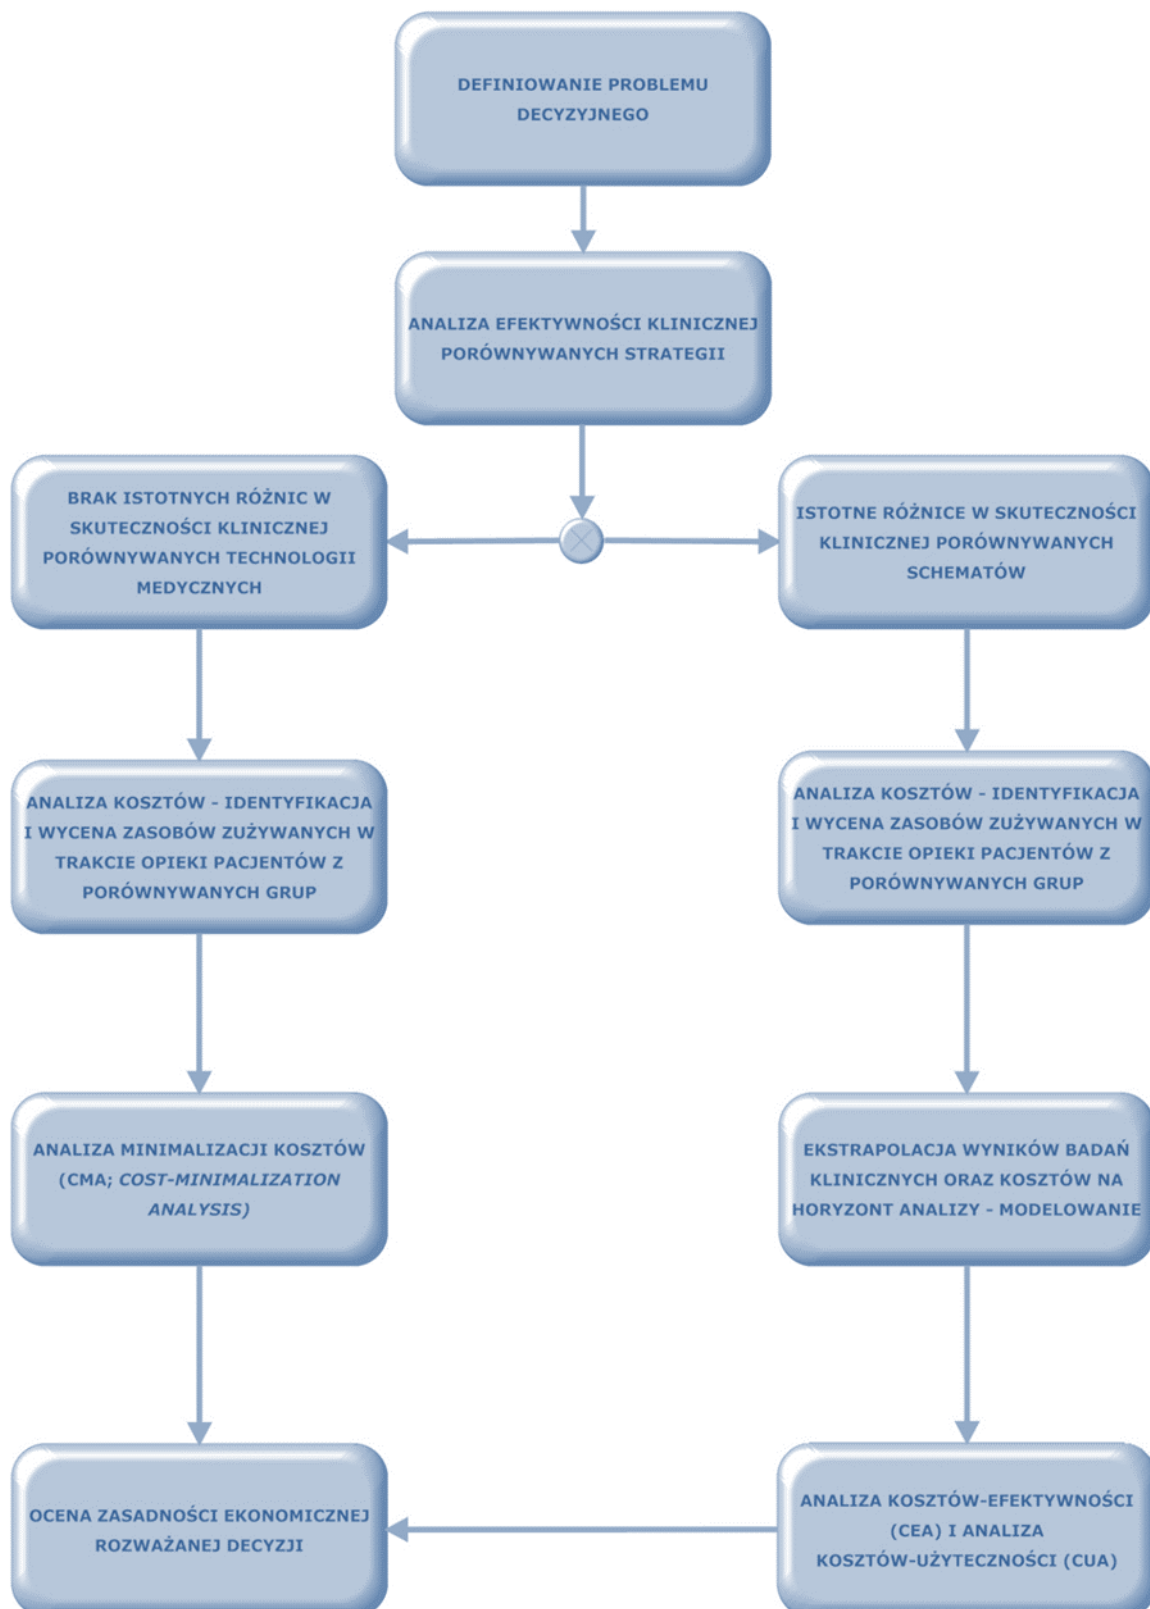 DEFINIOWANIE PROBLEMU
DECYZYJNEGO
ANALIZA EFEKTYWNOŚCI KLINICZNEJ
PORÓWNYWANYCH STRATEGII
BRAK ISTOTNYCH RÓŻNIC W
SKUTECZNOŚCI KLINICZNEJ
PORÓWNYWANYCH TECHNOLOGII
MEDYCZNYCH
ISTOTNE RÓŻNICE W SKUTECZNOŚCI
KLINICZNEJ PORÓWNYWANYCH
SCHEMATÓW
ANALIZA KOSZTÓW - IDENTYFIKACJA
I WYCENA ZASOBÓW ZUŻYWANYCH W
TRAKCIE OPIEKI PACJENTÓW Z
PORÓWNYWANYCH GRUP
ANALIZA KOSZTÓW - IDENTYFIKACJA
I WYCENA ZASOBÓW ZUŻYWANYCH W
TRAKCIE OPIEKI PACJENTÓW Z
PORÓWNYWANYCH GRUP
ANALIZA MINIMALIZACJI KOSZTÓW
(CMA; COST-MINIMALIZATION
ANALYSIS)
EKSTRAPOLACJA WYNIKÓW BADAŃ
KLINICZNYCH ORAZ KOSZTÓW NA
HORYZONT ANALIZY - MODELOWANIE
OCENA ZASADNOŚCI EKONOMICZNEJ
ROZWAŻANEJ DECYZJI
ANALIZA KOSZTÓW-EFEKTYWNOŚCI
(CEA) I ANALIZA
KOSZTÓW-UŻYTECZNOŚCI (CUA)